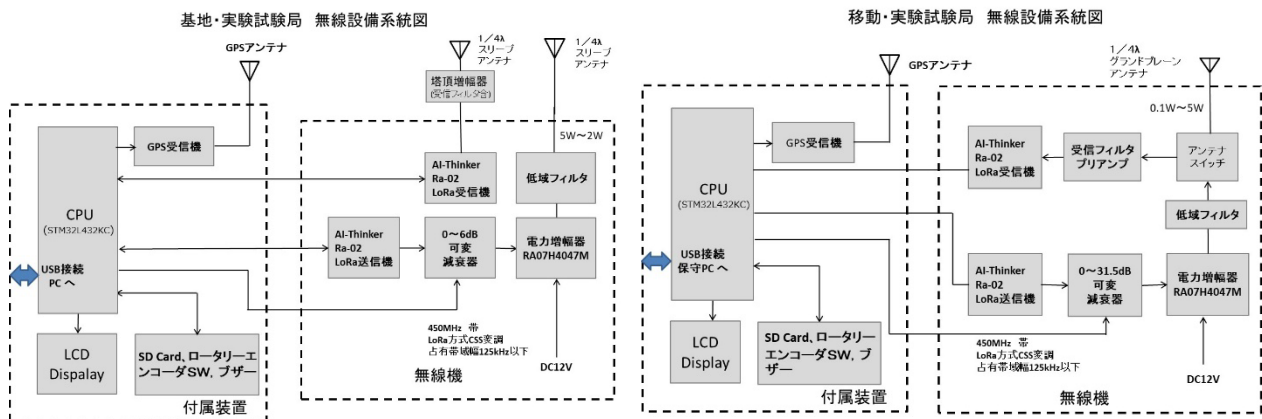 基地・実験試験局　無線設備系統図
GPSアンテナ
1／4λ
スリーブ
アンテナ
1／4λ
スリーブ
アンテナ
塔頂増幅器
(受信フィルタ含)
5W～2W
GPS受信機
AI-Thinker
Ra-02
LoRa受信機
低域フィルタ
CPU
(STM32L432KC)
AI-Thinker
Ra-02
LoRa送信機
0～6dB
可変
減衰器
電力増幅器
RA07H4047M
USB接続
PCへ
LCD
Dispalay
SD Card、ロータリーエ
ンコーダSW，ブザー
450MHz 帯
LoRa方式CSS変調
占有帯域幅125kHz以下
DC12V
無線機
付属装置
移動・実験試験局　無線設備系統図
GPSアンテナ
1／4λ
グランドプレーン
アンテナ
0.1W～5W
GPS受信機
AI-Thinker
Ra-02
LoRa受信機
受信フィルタ
プリアンプ
アンテナ
スイッチ
CPU
(STM32L432KC)
低域フィルタ
USB接続
保守PCへ
AI-Thinker
Ra-02
LoRa送信機
0～31.5dB
可変
減衰器
電力増幅器
RA07H4047M
LCD
Display
SD Card、ロータリー
エンコーダSW，ブ
ザー
450MHz 帯
LoRa方式CSS変調
占有帯域幅125kHz以下
DC12V
無線機
付属装置